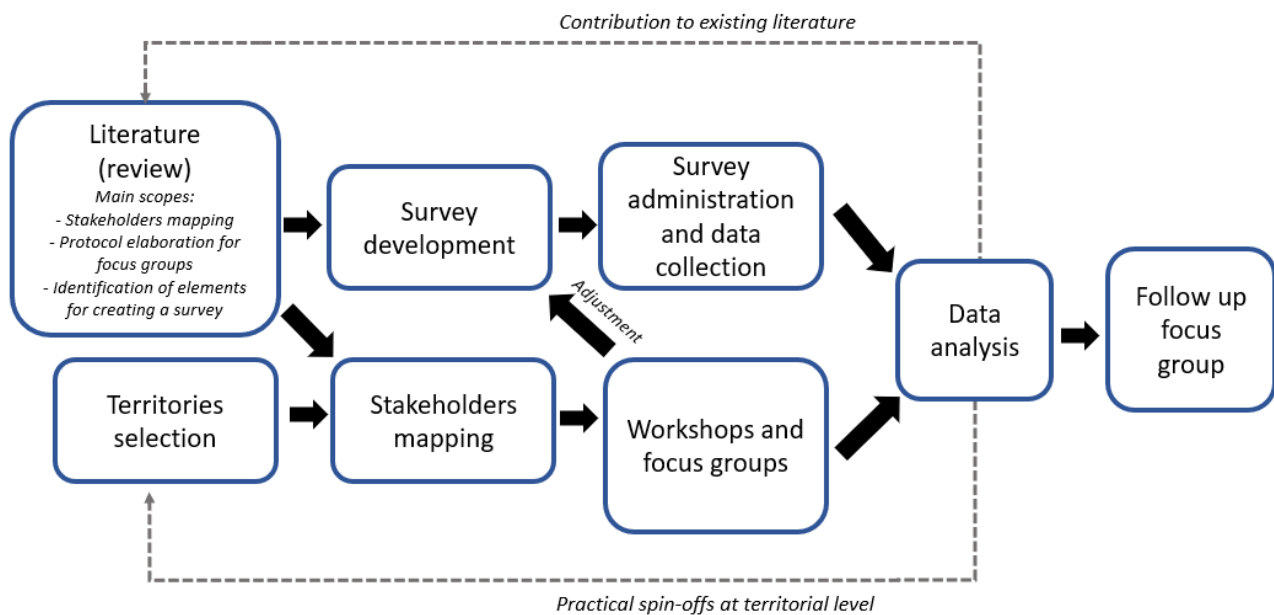 Contribution to existing literature
Literature
(review)
Main scopes:
- Stakeholders mapping
- Protocol elaboration for
focus groups
- Identification of elements
for creating a survey
Survey
development
Survey
administration
and data
collection
Adjustment
Data
analysis
Follow up
focus
group
Territories
selection
Stakeholders
mapping
Workshops and
focus groups
Practical spin-offs at territorial level